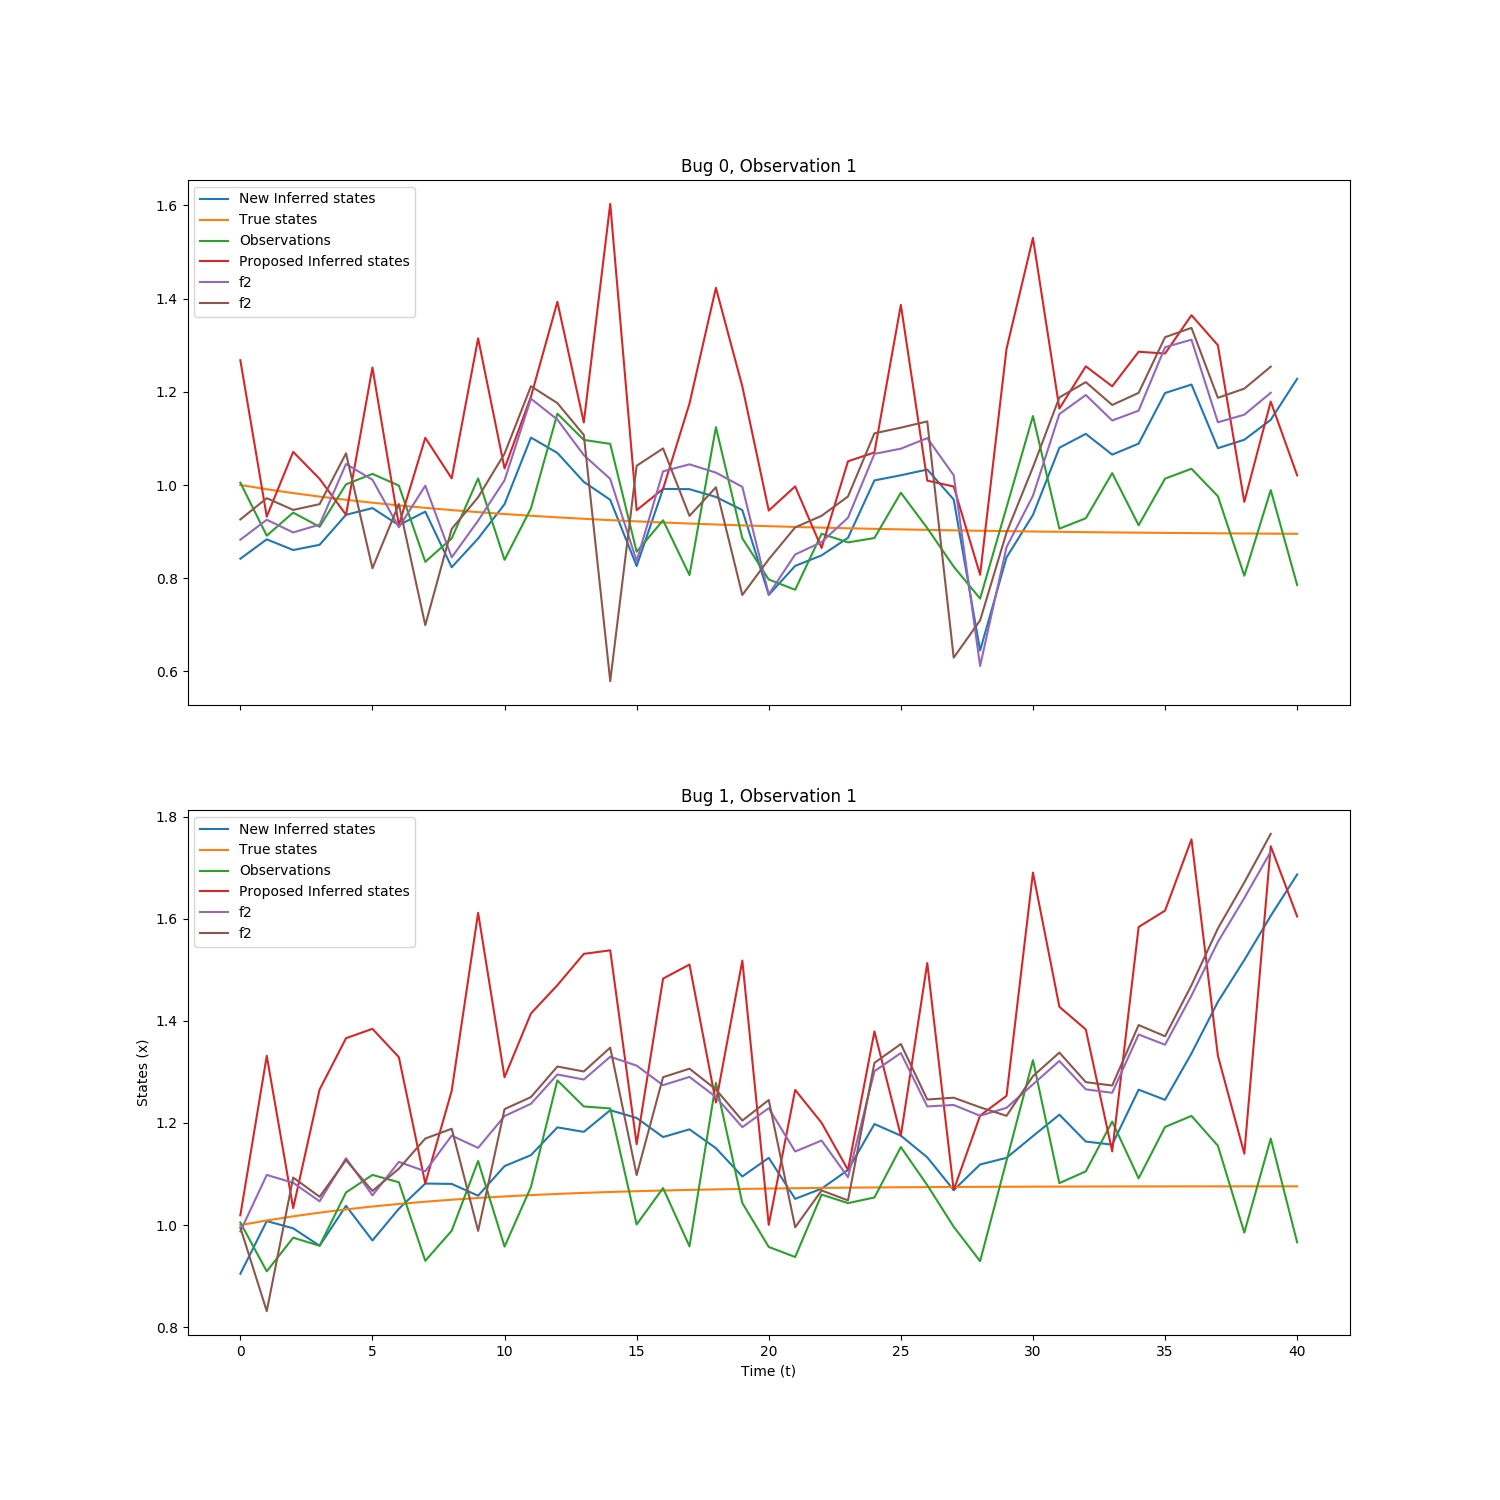 Bug 0, Observation 1
New Inferred states
True states
Observations
Proposed Inferred states
f2
f2
1.6
1.4
1.2
1.0
0.8
0.6
Bug 1, Observation 1
New Inferred states
True states
Observations
Proposed Inferred states
f2
f2
1.8
1.6
1.4
1.2
1.0
0.8
States (x)
0 5 10 15 20 25 30 35 40
Time (t)